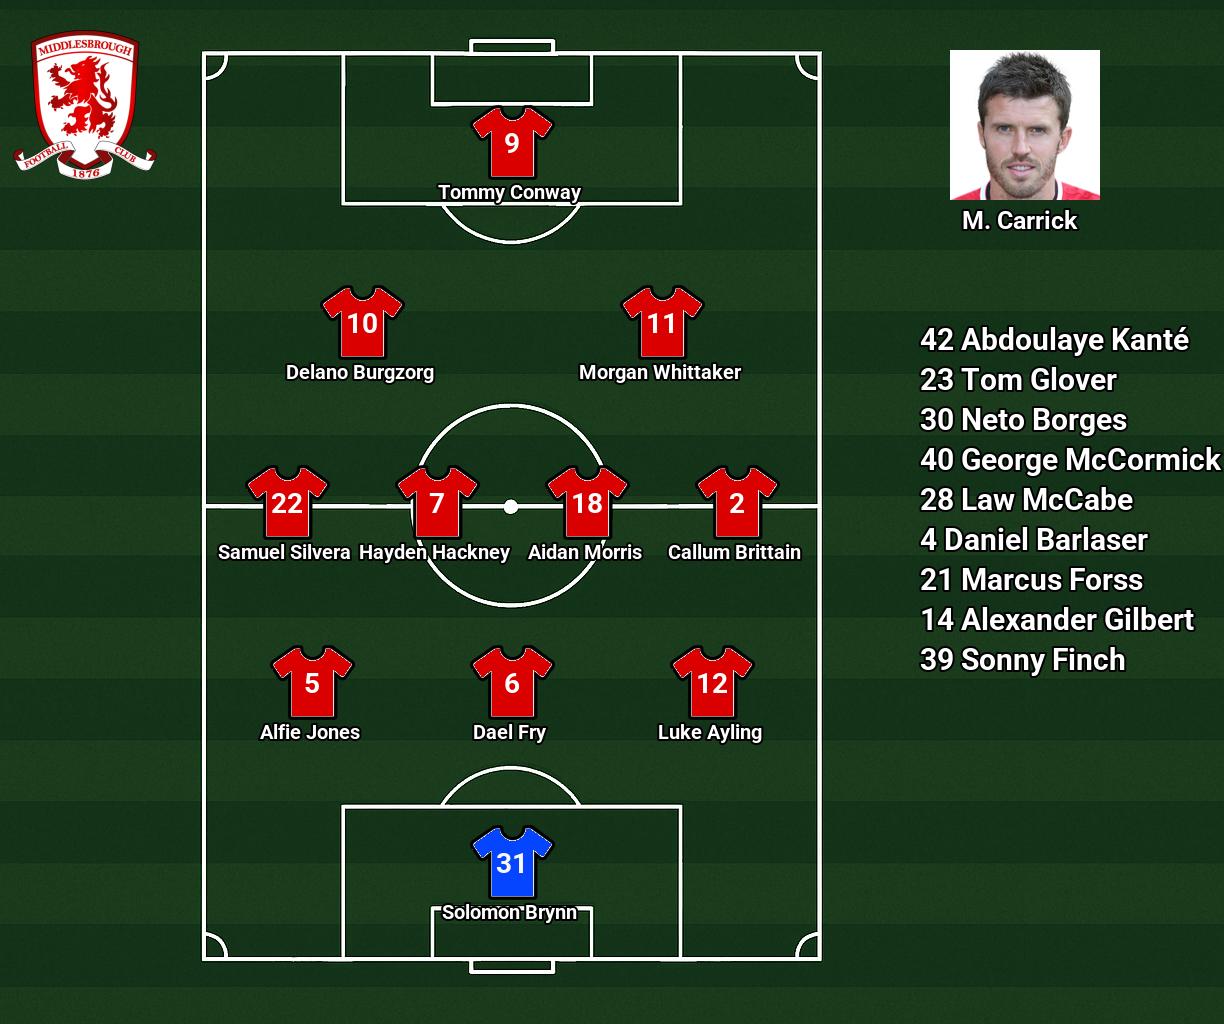 MIDDLESBROUGH
FOOTBALL CLUB
1876
9
Tommy Conway
10
Delano Burgzorg
11
Morgan Whittaker
22
Samuel Silvera
7
Hayden Hackney
18
Aidan Morris
2
Callum Brittain
5
Alfie Jones
6
Dael Fry
12
Luke Ayling
31
Solomon Brynn
M. Carrick
42 Abdoulaye Kanté
23 Tom Glover
30 Neto Borges
40 George McCormick
28 Law McCabe
4 Daniel Barlaser
21 Marcus Forss
14 Alexander Gilbert
39 Sonny Finch